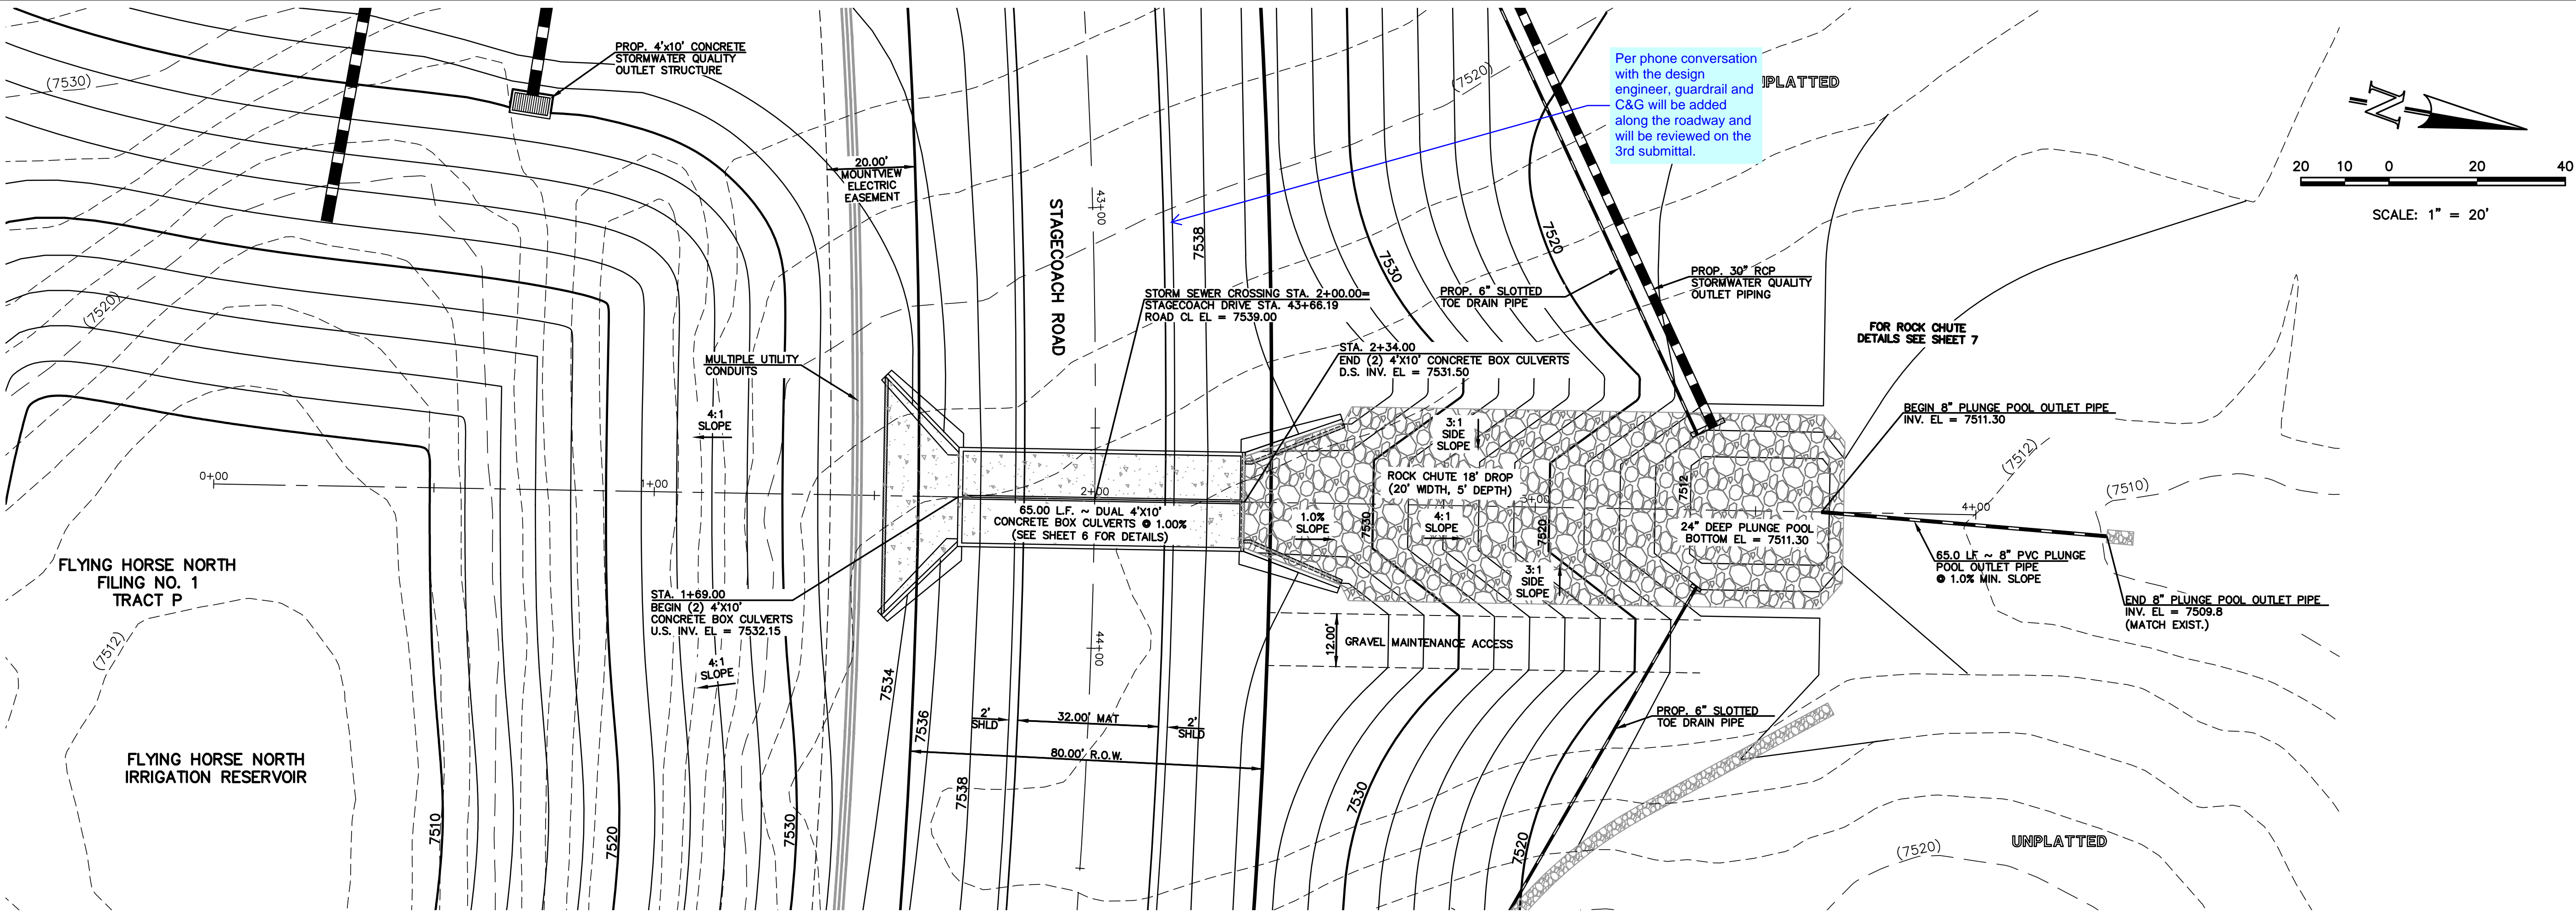 PROP. 4'x10' CONCRETE
STORMWATER QUALITY
OUTLET STRUCTURE
(7530)
20.00'
MOUNTVIEW
ELECTRIC
EASEMENT
STAGECOACH ROAD
43+00
7538
(7520)
Per phone conversation
with the design
engineer, guardrail and
C&G will be added
along the roadway and
will be reviewed on the
3rd submittal.
NPLATTED
N
20 10 0 20 40
SCALE: 1" = 20'
7530
7520
PROP. 6" SLOTTED
TOE DRAIN PIPE
PROP. 30" RCP
STORMWATER QUALITY
OUTLET PIPING
STORM SEWER CROSSING STA. 2+00.00=
STAGECOACH DRIVE STA. 43+66.19
ROAD CL EL = 7539.00
(7520)
MULTIPLE UTILITY
CONDUITS
STA. 2+34.00
END (2) 4'X10' CONCRETE BOX CULVERTS
D.S. INV. EL = 7531.50
FOR ROCK CHUTE
DETAILS SEE SHEET 7
BEGIN 8" PLUNGE POOL OUTLET PIPE
INV. EL = 7511.30
4:1
SLOPE
3:1
SIDE
SLOPE
ROCK CHUTE 18' DROP
(20' WIDTH, 5' DEPTH)
0+00
1+00
2+00
3+00
4+00
(7512)
(7510)
7512
65.00 L.F. ~ DUAL 4'X10'
CONCRETE BOX CULVERTS @ 1.00%
(SEE SHEET 6 FOR DETAILS)
1.0%
SLOPE
7530
4:1
SLOPE
7520
24" DEEP PLUNGE POOL
BOTTOM EL = 7511.30
65.0 LF ~ 8" PVC PLUNGE
POOL OUTLET PIPE
@ 1.0% MIN. SLOPE
FLYING HORSE NORTH
FILING NO. 1
TRACT P
STA. 1+69.00
BEGIN (2) 4'X10'
CONCRETE BOX CULVERTS
U.S. INV. EL = 7532.15
3:1
SIDE
SLOPE
END 8" PLUNGE POOL OUTLET PIPE
INV. EL = 7509.8
(MATCH EXIST.)
(7512)
4:1
SLOPE
7534
44+00
12.00'
GRAVEL MAINTENANCE ACCESS
7536
2'
SHLD
32.00' MAT
2'
SHLD
80.00' R.O.W.
PROP. 6" SLOTTED
TOE DRAIN PIPE
FLYING HORSE NORTH
IRRIGATION RESERVOIR
7510
7520
7530
7538
7530
7520
(7520)
UNPLATTED